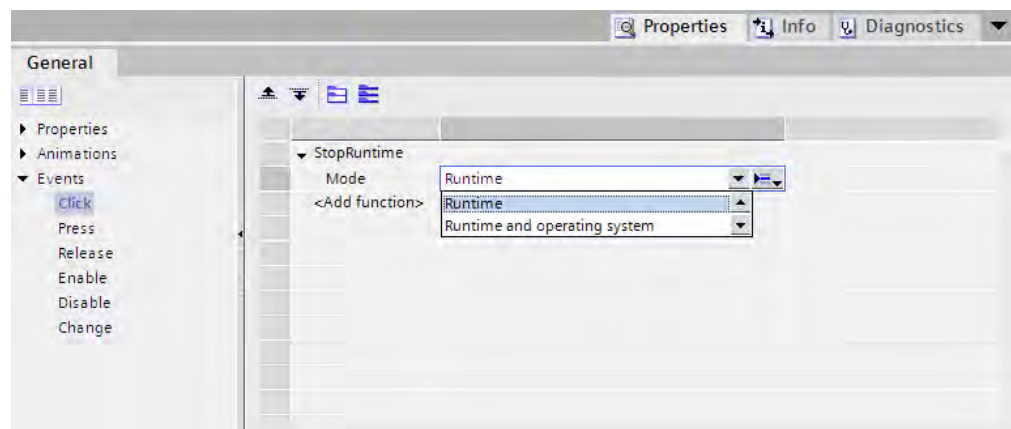 Properties Info Diagnostics
General
Properties
Animations
Events
Click
Press
Release
Enable
Disable
Change
StopRuntime
Mode Runtime
<Add function> Runtime
Runtime and operating system